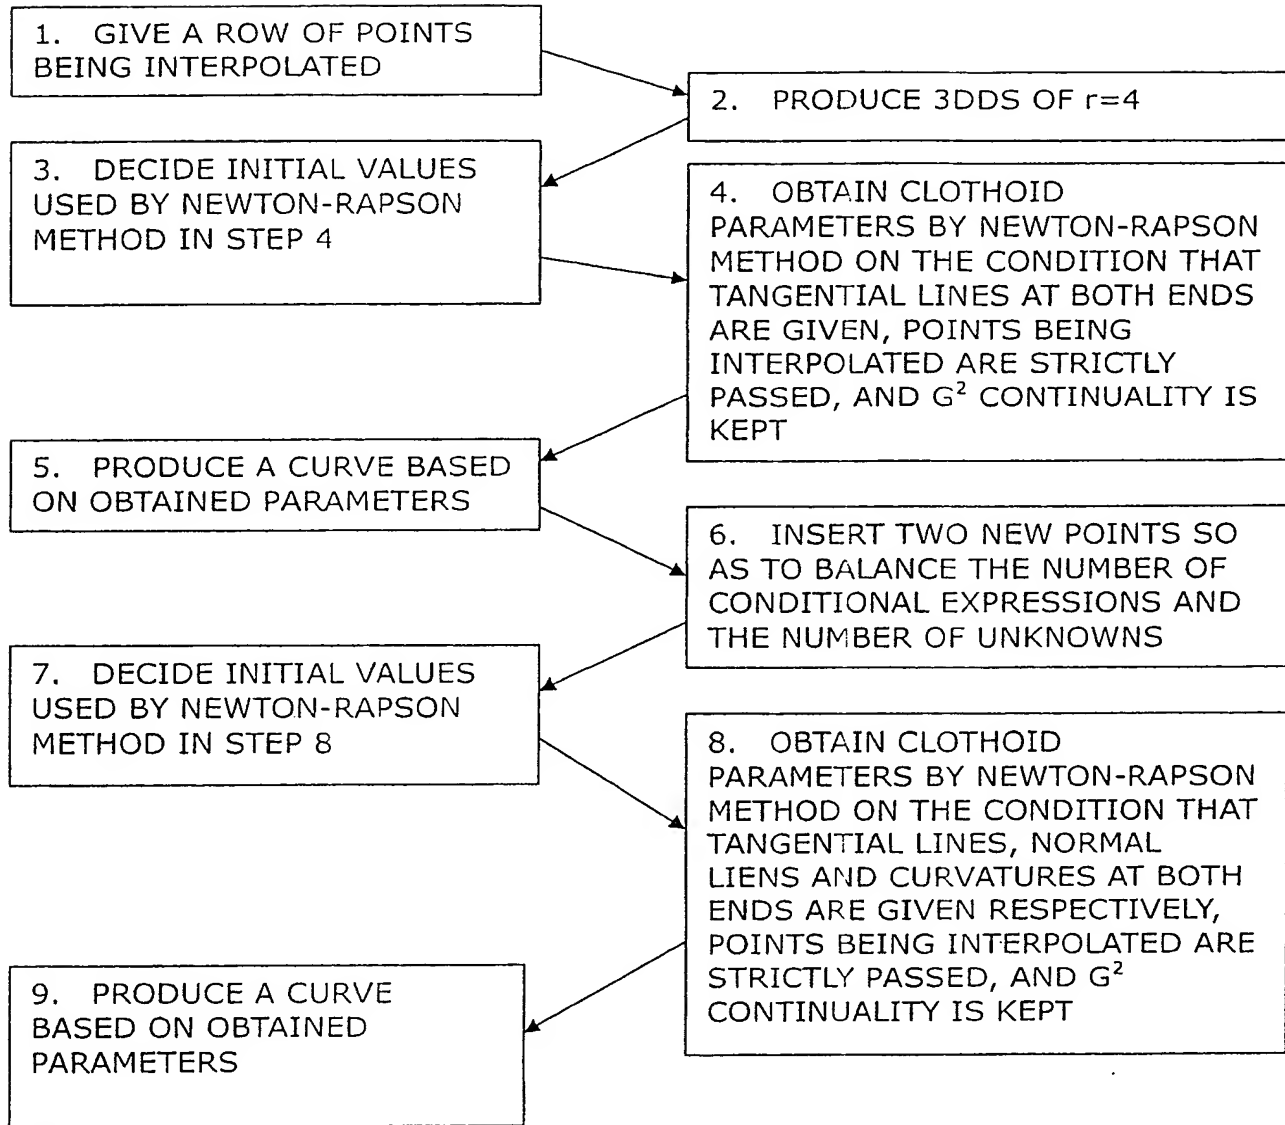 1. GIVE A ROW OF POINTS
BEING INTERPOLATED
2. PRODUCE 3DDS OF r=4
3. DECIDE INITIAL VALUES
USED BY NEWTON-RAPSON
METHOD IN STEP 4
4. OBTAIN CLOTHOID
PARAMETERS BY NEWTON-RAPSON
METHOD ON THE CONDITION THAT
TANGENTIAL LINES AT BOTH ENDS
ARE GIVEN, POINTS BEING
INTERPOLATED ARE STRICTLY
PASSED, AND G² CONTINUALITY IS
KEPT
5. PRODUCE A CURVE BASED
ON OBTAINED PARAMETERS
6. INSERT TWO NEW POINTS SO
AS TO BALANCE THE NUMBER OF
CONDITIONAL EXPRESSIONS AND
THE NUMBER OF UNKNOWNS
7. DECIDE INITIAL VALUES
USED BY NEWTON-RAPSON
METHOD IN STEP 8
8. OBTAIN CLOTHOID
PARAMETERS BY NEWTON-RAPSON
METHOD ON THE CONDITION THAT
TANGENTIAL LINES, NORMAL
LIENS AND CURVATURES AT BOTH
ENDS ARE GIVEN RESPECTIVELY,
POINTS BEING INTERPOLATED ARE
STRICTLY PASSED, AND G²
CONTINUALITY IS KEPT
9. PRODUCE A CURVE
BASED ON OBTAINED
PARAMETERS